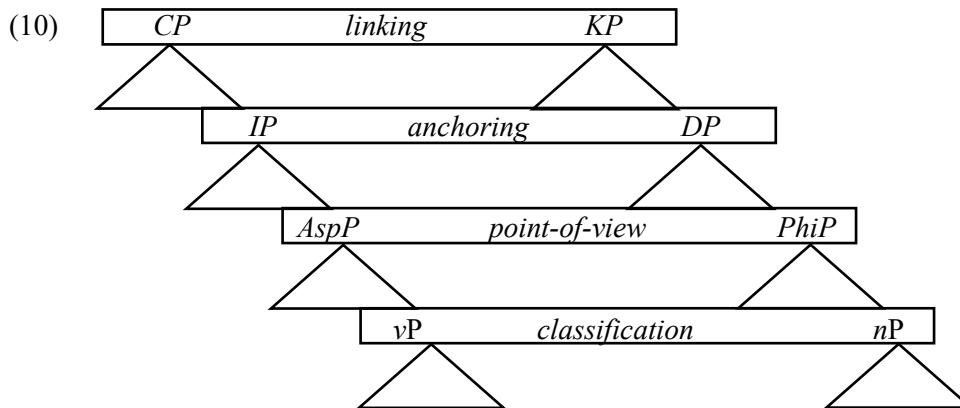 (10) CP linking KP
IP anchoring DP
AspP point-of-view PhiP
vP classification nP